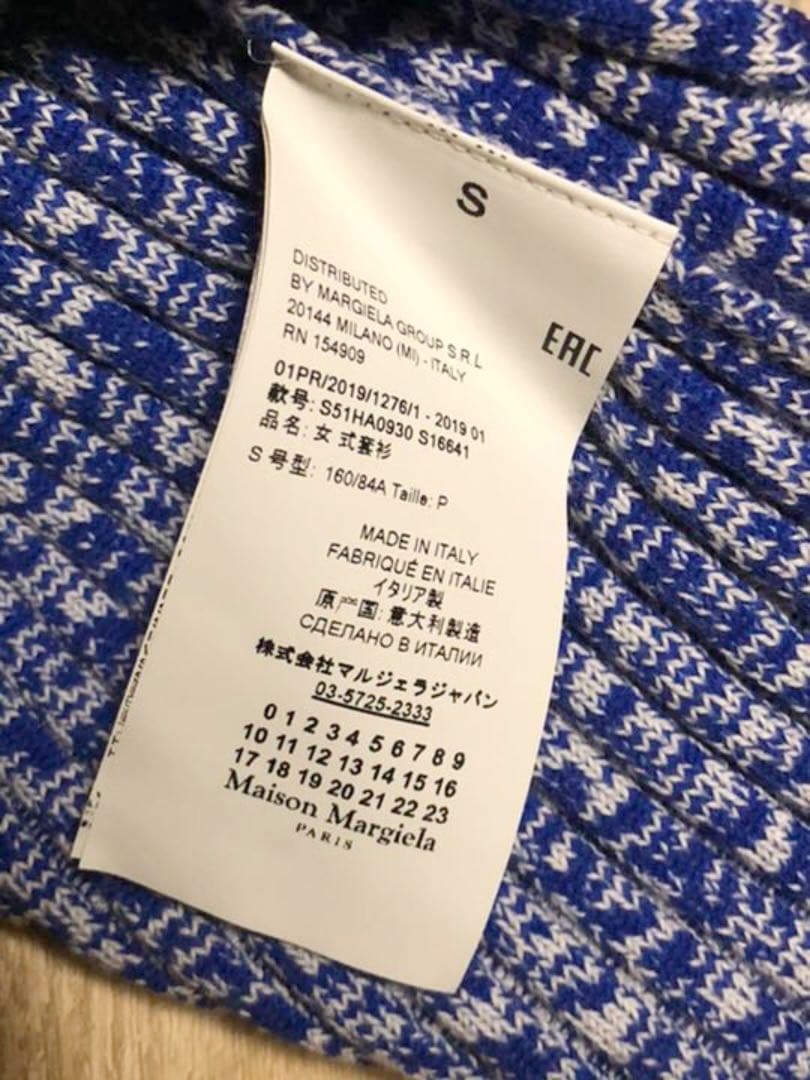 S
DISTRIBUTED
BY MARGIELA GROUP S R L
20144 MILANO (MI) - ITALY
RN 154909
EAC
01PR/2019/1276/1 - 2019 01
款号: S51HA0930 S16641
品名: 女式套衫
S 号型: 160/84A Taille: P
MADE IN ITALY
FABRIQUÉ EN ITALIE
イタリア製
原产国: 意大利製造
СДЕЛАНО В ИТАЛИИ
株式会社マルジェラジャパン
03-5725-2333
0 1 2 3 4 5 6 7 8 9
10 11 12 13 14 15 16
17 18 19 20 21 22 23
Maison Margiela
PARIS